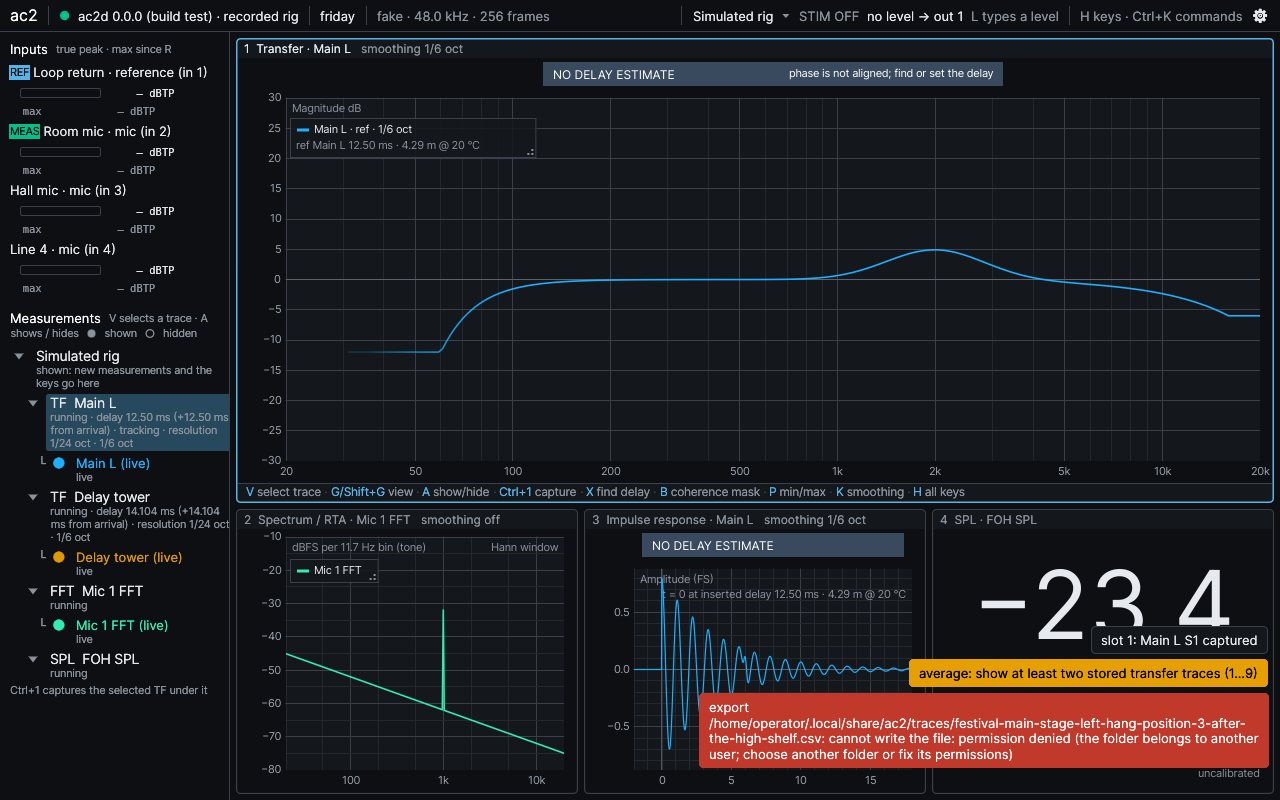 ac2 ac2d 0.0.0 (build test) · recorded rig friday fake · 48.0 kHz · 256 frames Simulated rig STIM OFF no level → out 1 L types a level H keys · Ctrl+K commands
Inputs true peak · max since R
REF Loop return · reference (in 1)
– dBTP
max – dBTP
MEAS Room mic · mic (in 2)
– dBTP
max – dBTP
Hall mic · mic (in 3)
– dBTP
max – dBTP
Line 4 · mic (in 4)
– dBTP
max – dBTP
Measurements V selects a trace · A
shows / hides shown hidden
Simulated rig
shown: new measurements and the
keys go here
TF Main L
running · delay 12.50 ms (+12.50 ms
from arrival) · tracking · resolution
1/24 oct · 1/6 oct
Main L (live)
live
TF Delay tower
running · delay 14.104 ms (+14.104
ms from arrival) · resolution 1/24 oct
· 1/6 oct
Delay tower (live)
live
FFT Mic 1 FFT
running
Mic 1 FFT (live)
live
SPL FOH SPL
running
Ctrl+1 captures the selected TF under it
1 Transfer · Main L smoothing 1/6 oct
NO DELAY ESTIMATE phase is not aligned; find or set the delay
Magnitude dB
Main L · ref · 1/6 oct
ref Main L 12.50 ms · 4.29 m @ 20 °C
30
25
20
15
10
5
0
−5
−10
−15
−20
−25
−30
20 50 100 200 500 1k 2k 5k 10k 20k
V select trace · G/Shift+G view · A show/hide · Ctrl+1 capture · X find delay · B coherence mask · P min/max · K smoothing · H all keys
2 Spectrum / RTA · Mic 1 FFT smoothing off
dBFS per 11.7 Hz bin (tone) Hann window
Mic 1 FFT
−10
−20
−30
−40
−50
−60
−70
−80
100 1k 10k
3 Impulse response · Main L smoothing 1/6 oct
NO DELAY ESTIMATE
Amplitude (FS)
t = 0 at inserted delay 12.50 ms · 4.29 m @ 20 °C
0.5
0.0
−0.5
0 5 10 15
4 SPL · FOH SPL
−23.4
slot 1: Main L S1 captured
average: show at least two stored transfer traces (1…9)
export
/home/operator/.local/share/ac2/traces/festival-main-stage-left-hang-position-3-after-
the-high-shelf.csv: cannot write the file: permission denied (the folder belongs to another
user; choose another folder or fix its permissions)
uncalibrated